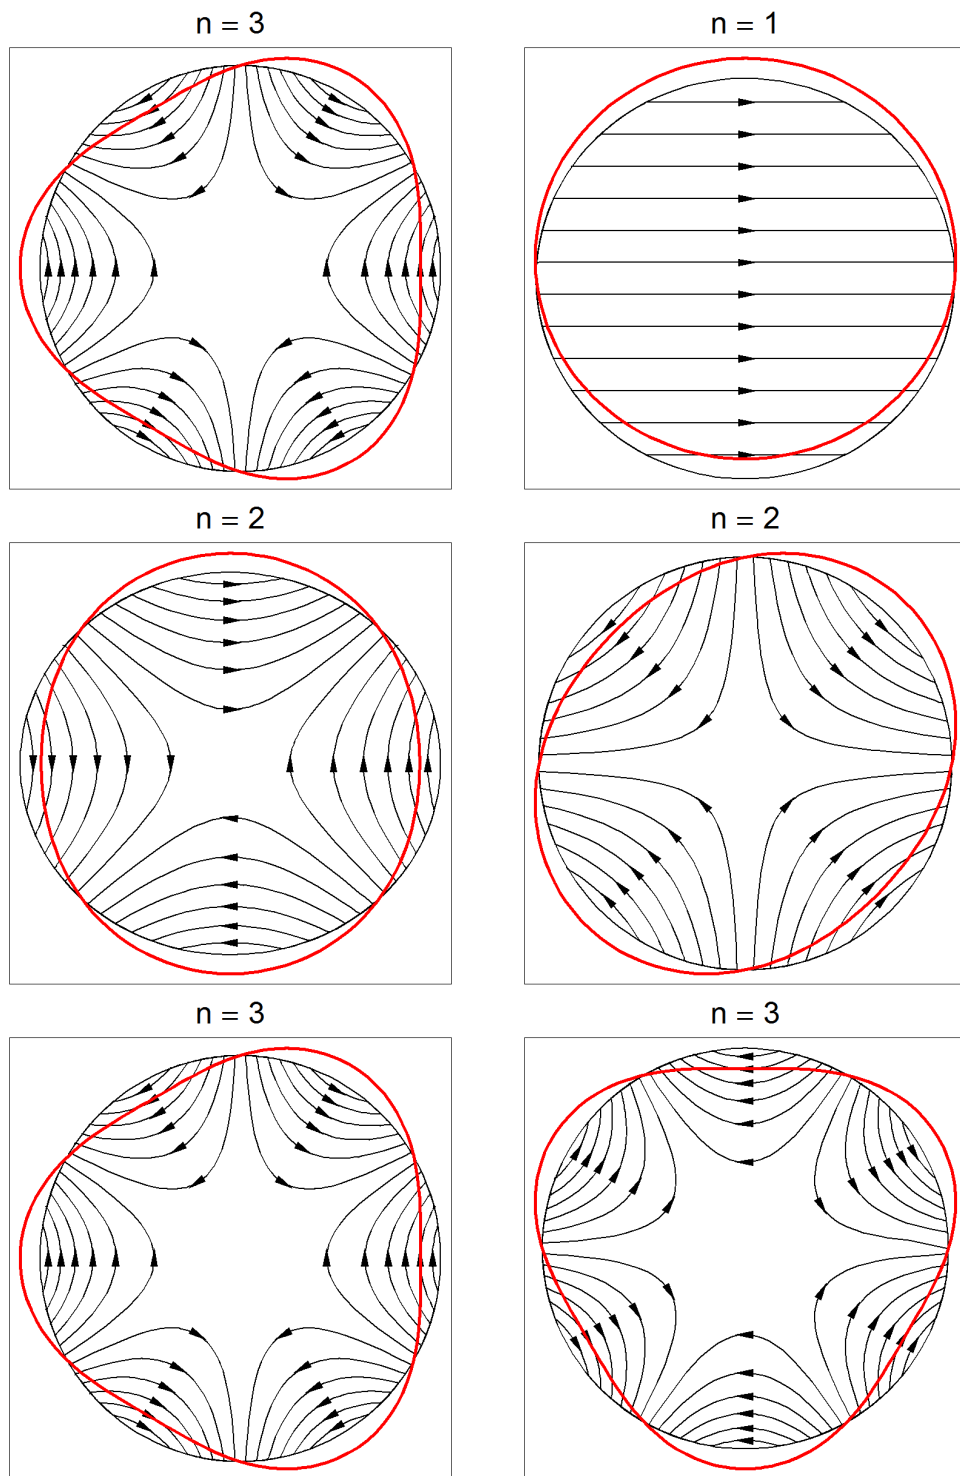 n = 3
n = 1
n = 2
n = 2
n = 3
n = 3